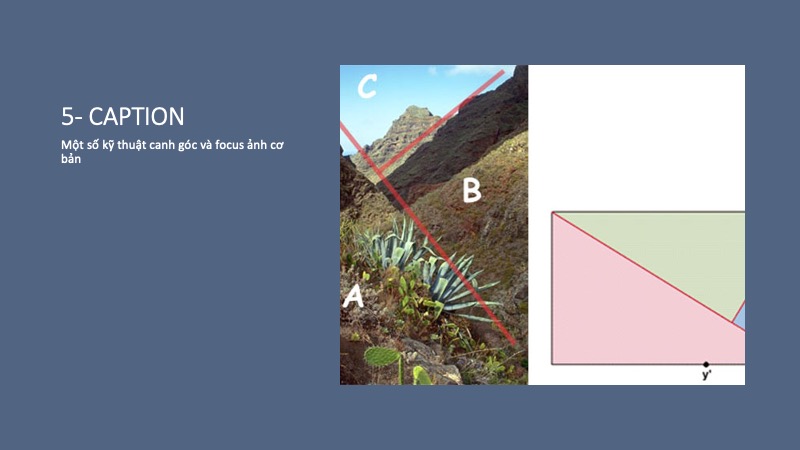 5- CAPTION
Một số kỹ thuật canh góc và focus ảnh cơ
bản
C
B
A
y'